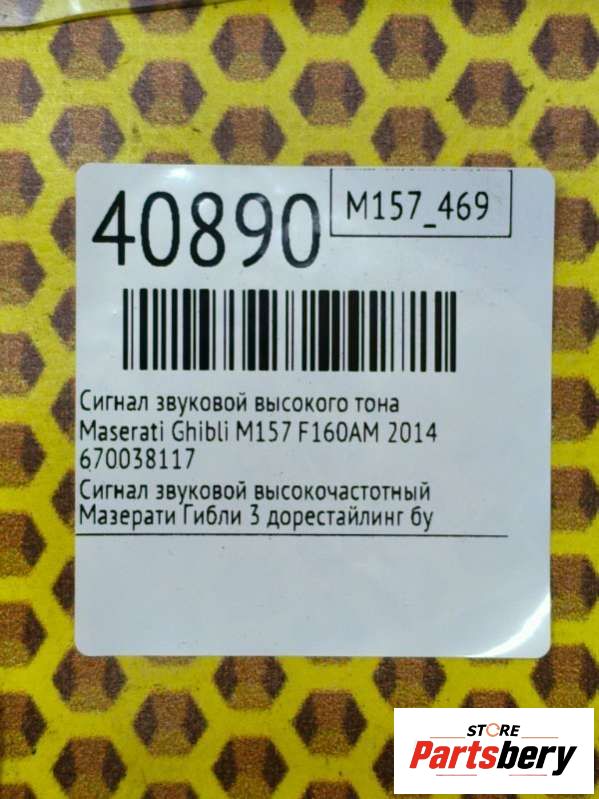 40890
M157_469
Сигнал звуковой высокого тона
Maserati Ghibli M157 F160AM 2014
670038117
Сигнал звуковой высокочастотный
Мазерати Гибли 3 дорестайлинг бу
STORE
Partsbery